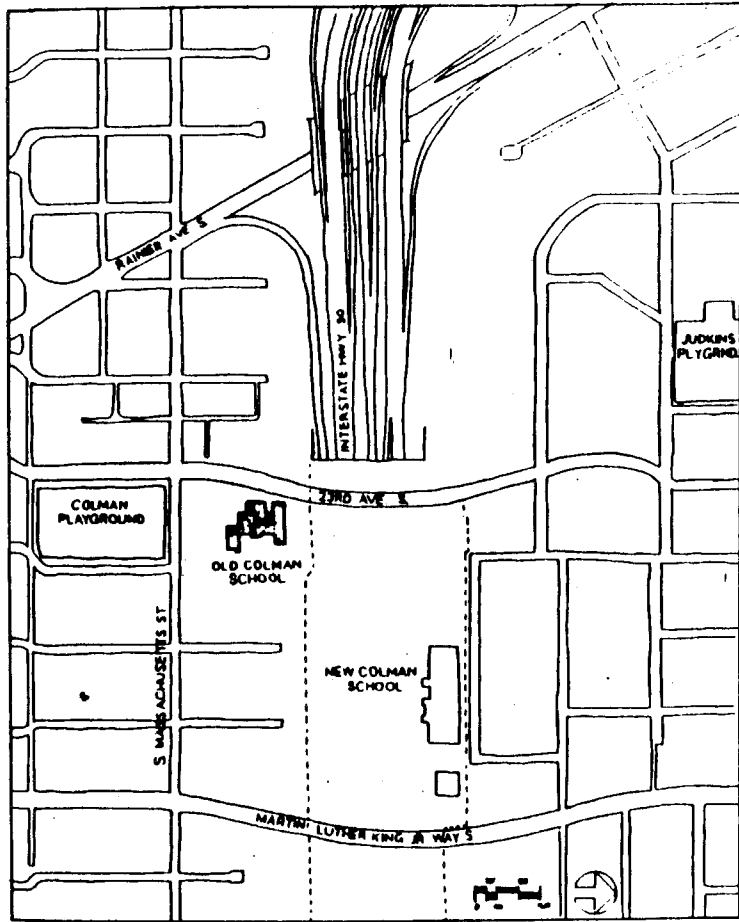 RAINIER AVE S
INTERSTATE HWY 90
JUDKINS
PLYGRND.
23RD AVE S
COLMAN
PLAYGROUND
OLD COLMAN
SCHOOL
S MASSACHUSETTS ST
NEW COLMAN
SCHOOL
MARTIN LUTHER KING JR WAY S